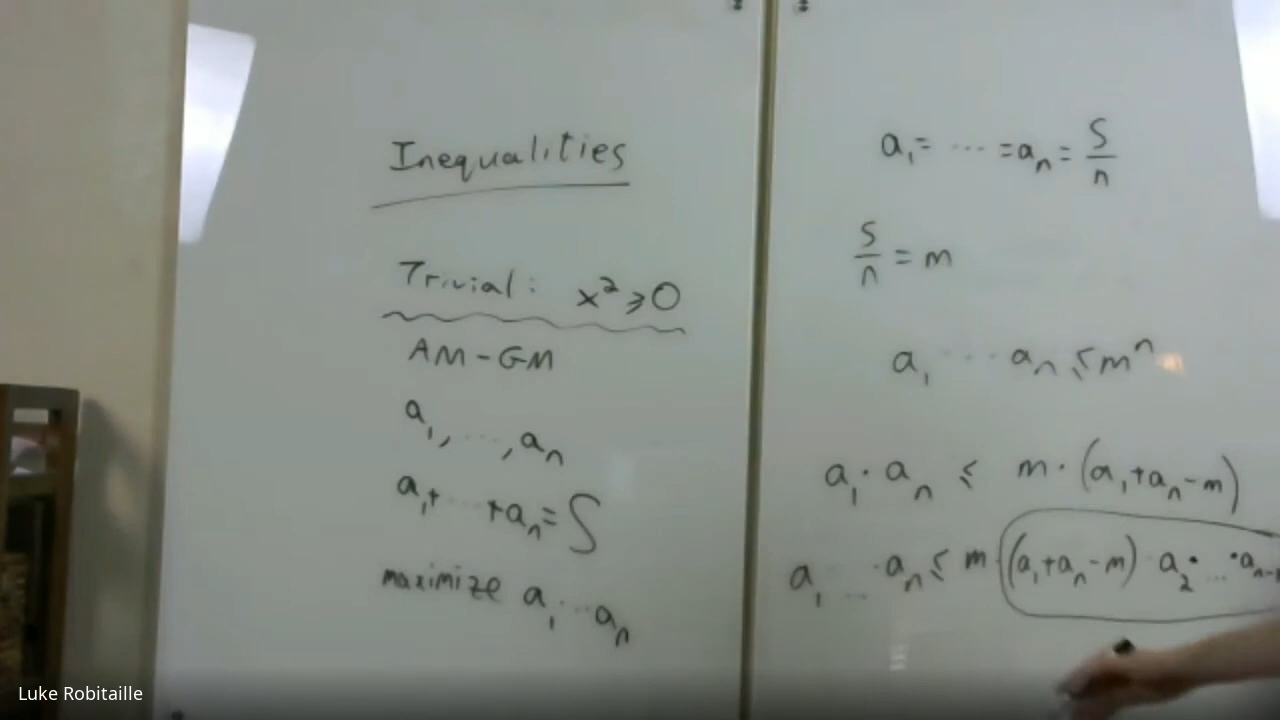 Inequalities
Trivial: x² ≥ 0
AM-GM
a₁, ..., aₙ
a₁ + ... + aₙ = S
maximize a₁ ... aₙ
a₁ = ... = aₙ = S/n
S/n = m
a₁ ... aₙ ≤ mⁿ
a₁ · aₙ ≤ m · (a₁ + aₙ - m)
a₁ ... · aₙ ≤ m · (a₁ + aₙ - m) · a₂ · ... · aₙ₋
Luke Robitaille